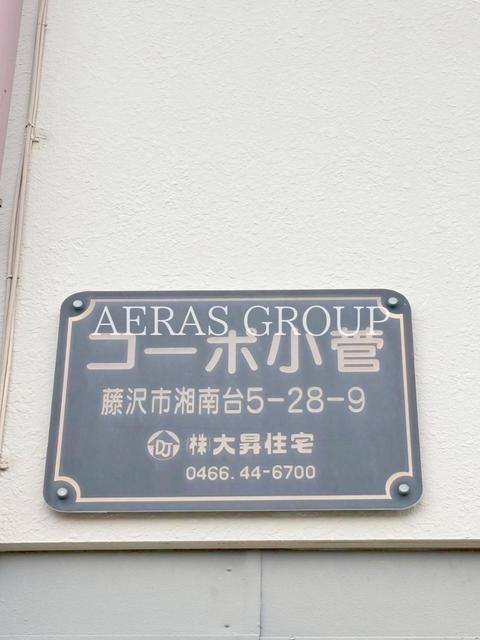 AERAS GROUP
コーポ小菅
藤沢市湘南台5-28-9
DJ ㈱大昇住宅
0466.44-6700